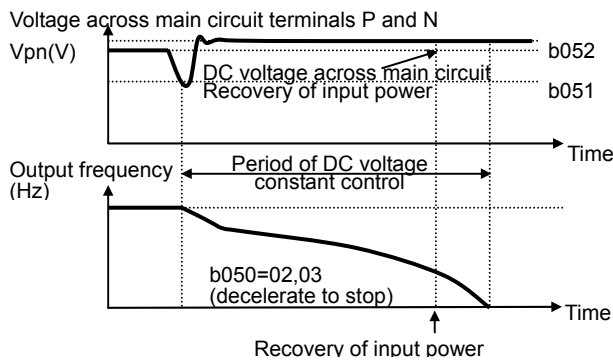 Voltage across main circuit terminals P and N
Vpn(V)
b052
DC voltage across main circuit
Recovery of input power
b051
Time
Output frequency
(Hz)
Period of DC voltage
constant control
b050=02,03
(decelerate to stop)
Time
Recovery of input power